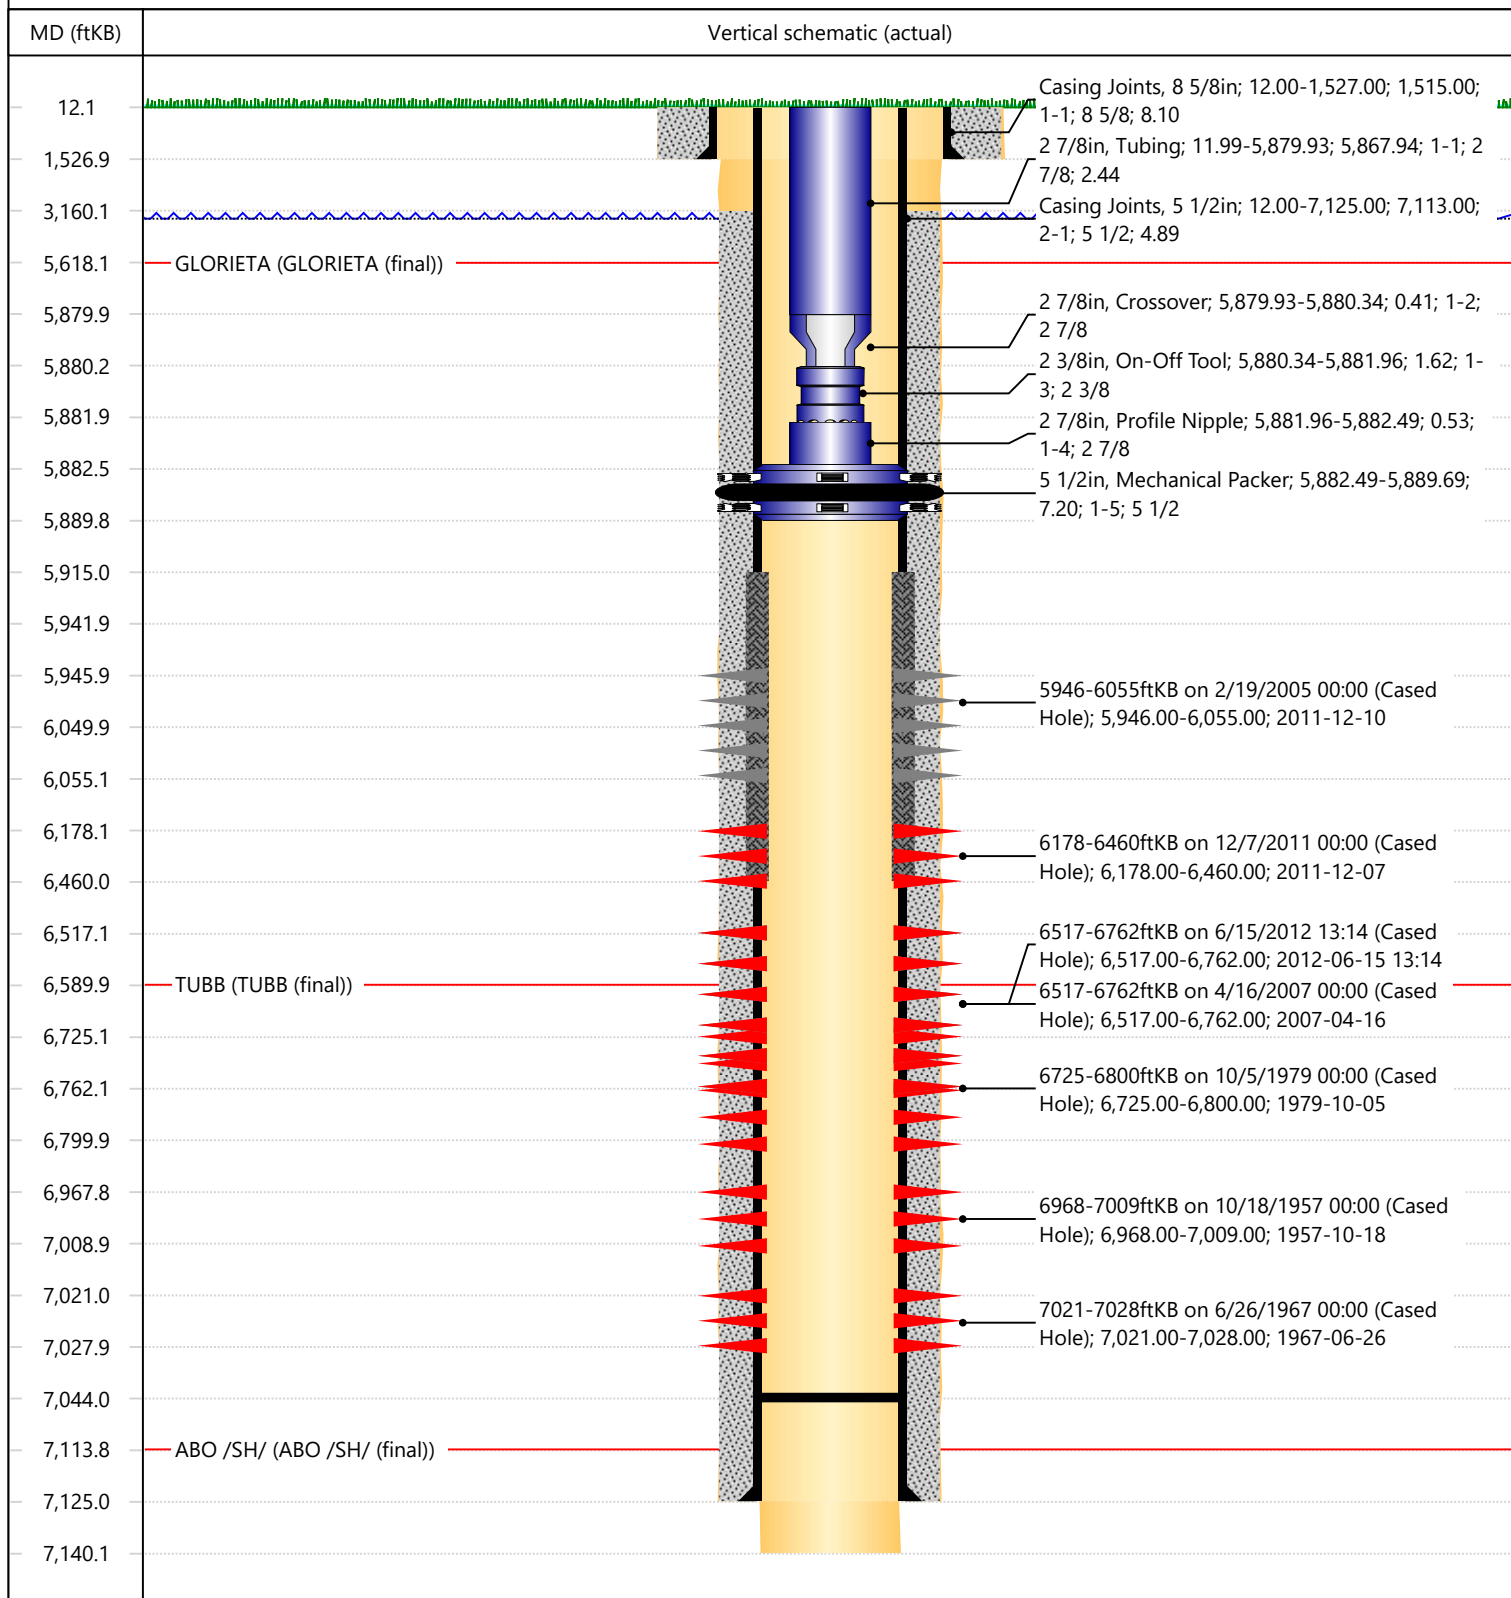 MD (ftKB)
Vertical schematic (actual)
12.1
Casing Joints, 8 5/8in; 12.00-1,527.00; 1,515.00;
1-1; 8 5/8; 8.10
1,526.9
2 7/8in, Tubing; 11.99-5,879.93; 5,867.94; 1-1; 2
7/8; 2.44
3,160.1
Casing Joints, 5 1/2in; 12.00-7,125.00; 7,113.00;
2-1; 5 1/2; 4.89
5,618.1
GLORIETA (GLORIETA (final))
5,879.9
2 7/8in, Crossover; 5,879.93-5,880.34; 0.41; 1-2;
2 7/8
5,880.2
2 3/8in, On-Off Tool; 5,880.34-5,881.96; 1.62; 1-
3; 2 3/8
5,881.9
2 7/8in, Profile Nipple; 5,881.96-5,882.49; 0.53;
1-4; 2 7/8
5,882.5
5 1/2in, Mechanical Packer; 5,882.49-5,889.69;
7.20; 1-5; 5 1/2
5,889.8
5,915.0
5,941.9
5,945.9
5946-6055ftKB on 2/19/2005 00:00 (Cased
Hole); 5,946.00-6,055.00; 2011-12-10
6,049.9
6,055.1
6,178.1
6178-6460ftKB on 12/7/2011 00:00 (Cased
Hole); 6,178.00-6,460.00; 2011-12-07
6,460.0
6,517.1
6517-6762ftKB on 6/15/2012 13:14 (Cased
Hole); 6,517.00-6,762.00; 2012-06-15 13:14
6,589.9
TUBB (TUBB (final))
6517-6762ftKB on 4/16/2007 00:00 (Cased
Hole); 6,517.00-6,762.00; 2007-04-16
6,725.1
6,762.1
6725-6800ftKB on 10/5/1979 00:00 (Cased
Hole); 6,725.00-6,800.00; 1979-10-05
6,799.9
6,967.8
6968-7009ftKB on 10/18/1957 00:00 (Cased
Hole); 6,968.00-7,009.00; 1957-10-18
7,008.9
7,021.0
7021-7028ftKB on 6/26/1967 00:00 (Cased
Hole); 7,021.00-7,028.00; 1967-06-26
7,027.9
7,044.0
7,113.8
ABO /SH/ (ABO /SH/ (final))
7,125.0
7,140.1